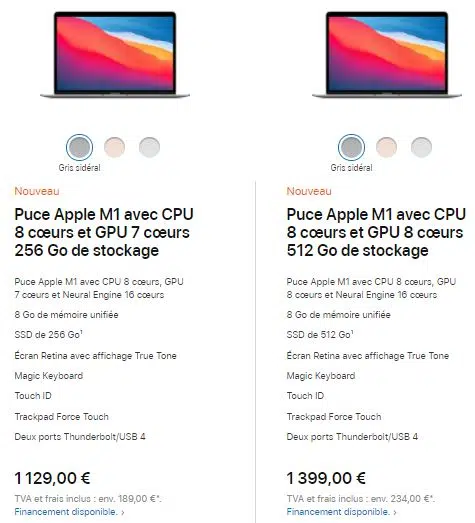 Gris sidéral
Nouveau
Puce Apple M1 avec CPU
8 cœurs et GPU 7 cœurs
256 Go de stockage
Puce Apple M1 avec CPU 8 cœurs, GPU
7 cœurs et Neural Engine 16 cœurs
8 Go de mémoire unifiée
SSD de 256 Go¹
Écran Retina avec affichage True Tone
Magic Keyboard
Touch ID
Trackpad Force Touch
Deux ports Thunderbolt/USB 4
1 129,00 €
TVA et frais inclus : env. 189,00 €*.
Financement disponible. ›
Gris sidéral
Nouveau
Puce Apple M1 avec CPU
8 cœurs et GPU 8 cœurs
512 Go de stockage
Puce Apple M1 avec CPU 8 cœurs, GPU
8 cœurs et Neural Engine 16 cœurs
8 Go de mémoire unifiée
SSD de 512 Go¹
Écran Retina avec affichage True Tone
Magic Keyboard
Touch ID
Trackpad Force Touch
Deux ports Thunderbolt/USB 4
1 399,00 €
TVA et frais inclus : env. 234,00 €*.
Financement disponible. ›